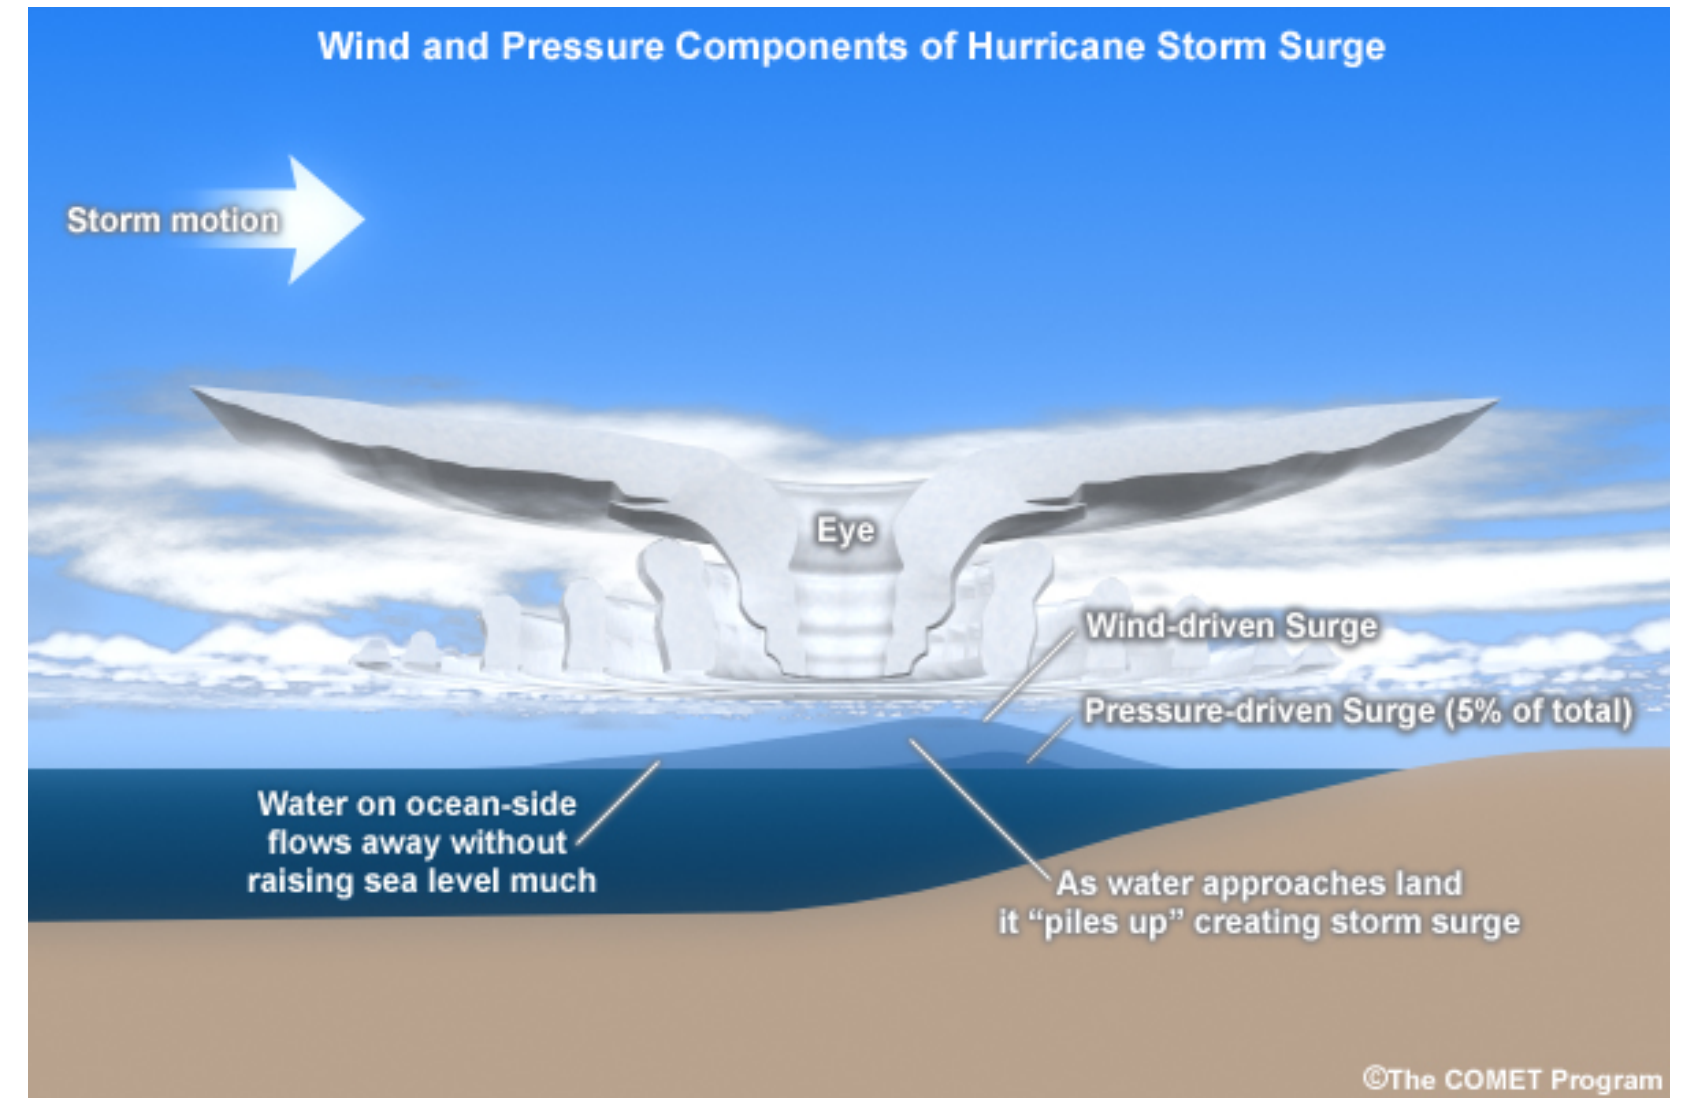 Wind and Pressure Components of Hurricane Storm Surge
Storm motion
Eye
Wind-driven Surge
Pressure-driven Surge (5% of total)
Water on ocean-side
flows away without
raising sea level much
As water approaches land
it “piles up” creating storm surge
©The COMET Program